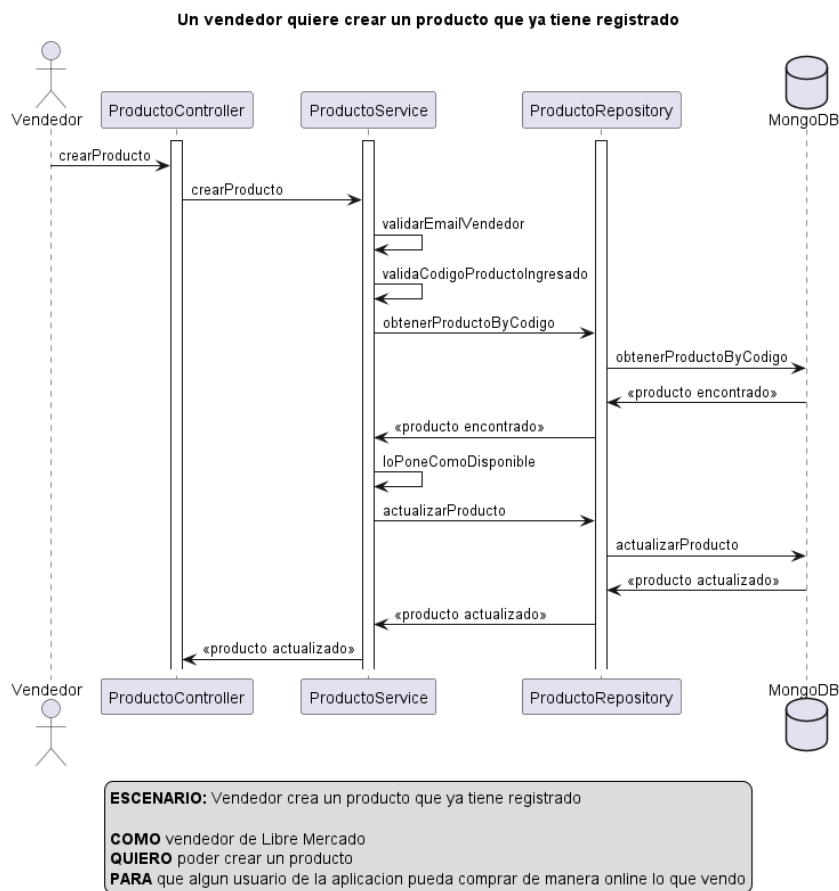 Un vendedor quiere crear un producto que ya tiene registrado
Vendedor
ProductoController
ProductoService
ProductoRepository
MongoDB
crearProducto
crearProducto
validarEmailVendedor
validaCodigoProductoIngresado
obtenerProductoByCodigo
obtenerProductoByCodigo
«producto encontrado»
«producto encontrado»
loPoneComoDisponible
actualizarProducto
actualizarProducto
«producto actualizado»
«producto actualizado»
«producto actualizado»
Vendedor
ProductoController
ProductoService
ProductoRepository
MongoDB
ESCENARIO: Vendedor crea un producto que ya tiene registrado
COMO vendedor de Libre Mercado
QUIERO poder crear un producto
PARA que algun usuario de la aplicacion pueda comprar de manera online lo que vendo